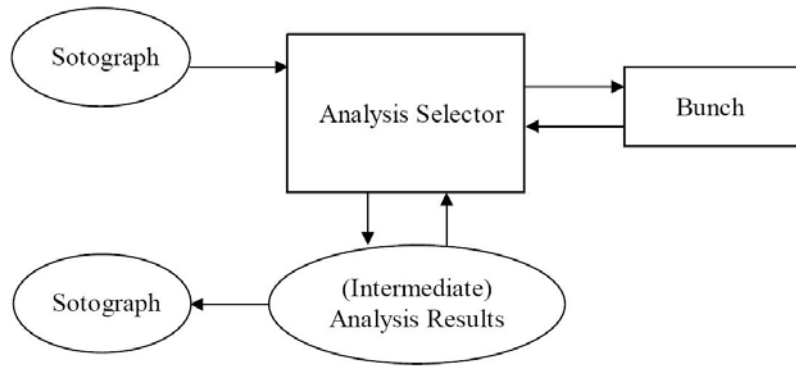 Sotograph
Analysis Selector
Bunch
Sotograph
(Intermediate)
Analysis Results